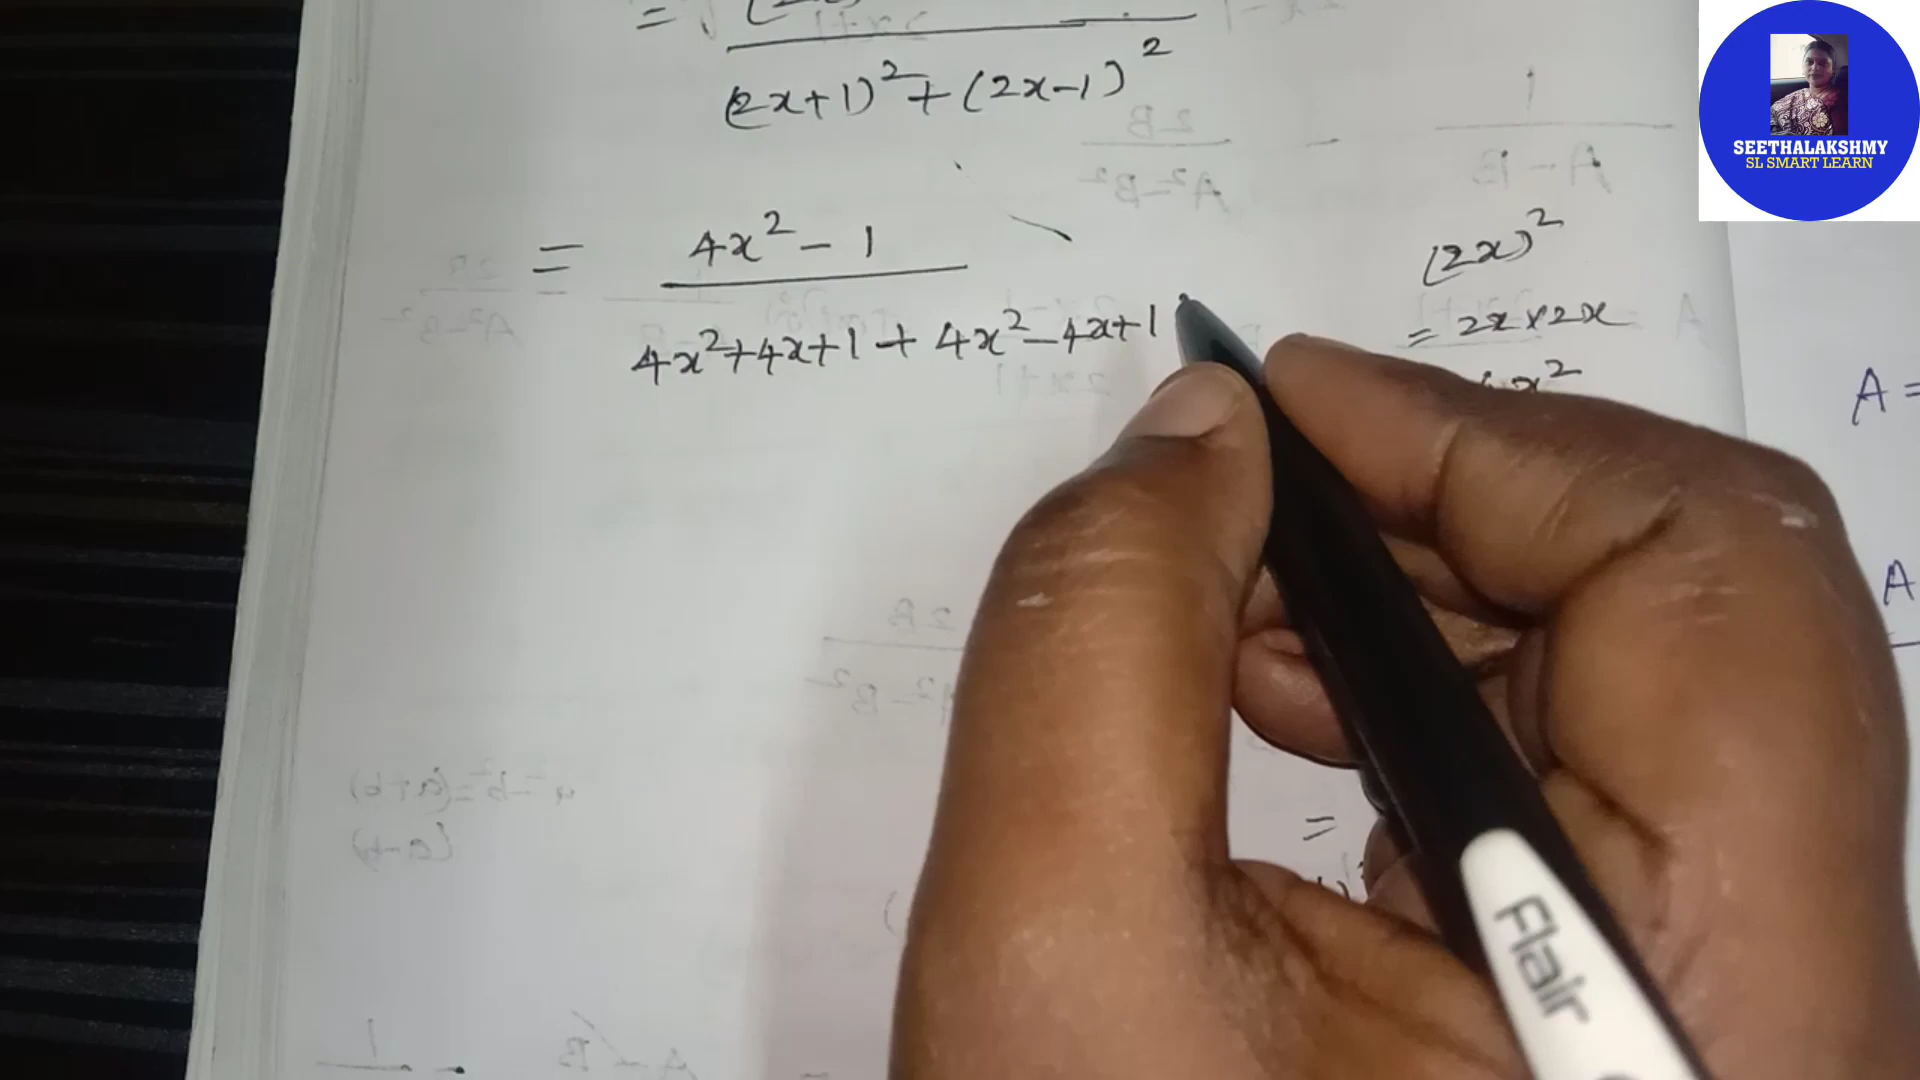 =
(2x+1)²+(2x-1)²
= 4x²-1
4x²+4x+1+4x²-4x+1
(2x)²
= 2x×2x
x²
A =
A
=
SEETHALAKSHMY
SL SMART LEARN
Flair